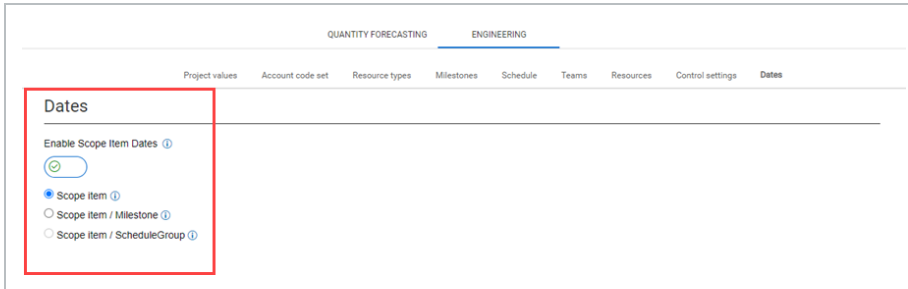 QUANTITY FORECASTING ENGINEERING
Project values Account code set Resource types Milestones Schedule Teams Resources Control settings Dates
Dates
Enable Scope Item Dates
Scope item
Scope item / Milestone
Scope item / ScheduleGroup